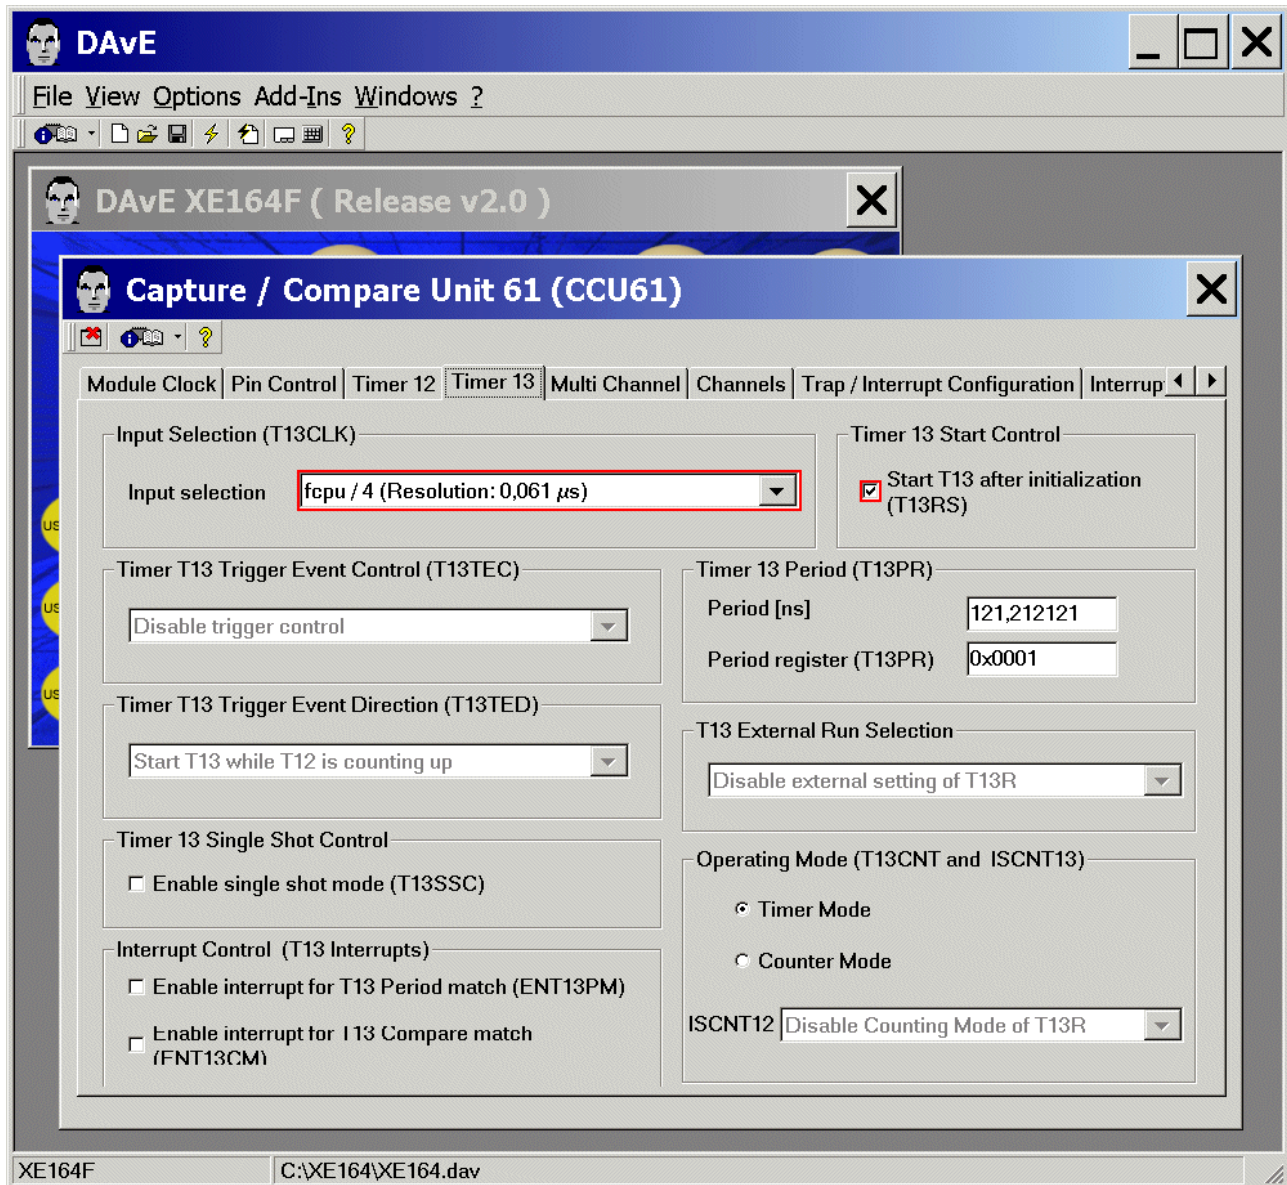 DAvE
File View Options Add-Ins Windows ?
DAvE XE164F ( Release v2.0 )
Capture / Compare Unit 61 (CCU61)
Module Clock Pin Control Timer 12 Timer 13 Multi Channel Channels Trap / Interrupt Configuration Interrup
Input Selection (T13CLK)
Input selection fcpu / 4 (Resolution: 0,061 µs)
Timer 13 Start Control
Start T13 after initialization
(T13RS)
Timer T13 Trigger Event Control (T13TEC)
Disable trigger control
Timer 13 Period (T13PR)
Period [ns] 121,212121
Period register (T13PR) 0x0001
Timer T13 Trigger Event Direction (T13TED)
Start T13 while T12 is counting up
T13 External Run Selection
Disable external setting of T13R
Timer 13 Single Shot Control
Enable single shot mode (T13SSC)
Operating Mode (T13CNT and ISCNT13)
Timer Mode
Counter Mode
ISCNT12 Disable Counting Mode of T13R
Interrupt Control (T13 Interrupts)
Enable interrupt for T13 Period match (ENT13PM)
Enable interrupt for T13 Compare match
(ENT13CM)
US
US
US
XE164F C:\XE164\XE164.dav